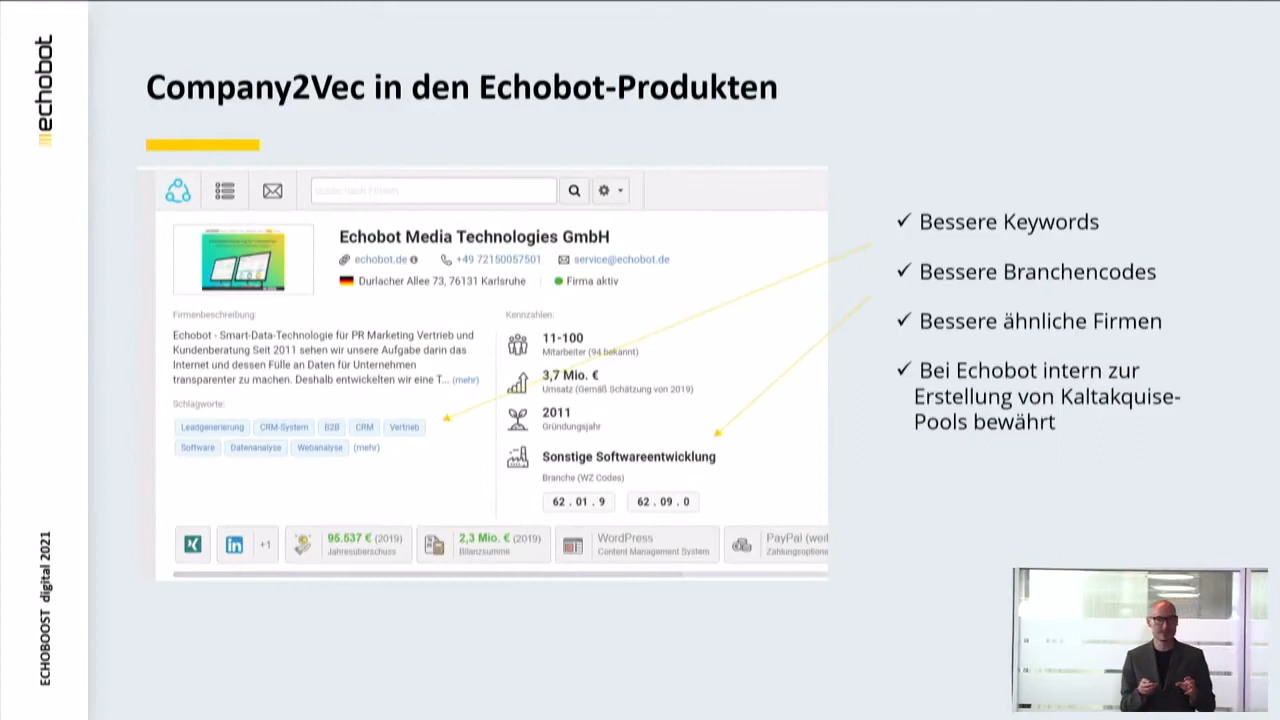 echobot
ECHOBOOST digital 2021
Company2Vec in den Echobot-Produkten
Echobot Media Technologies GmbH
echobot.de
+49 72150057501
service@echobot.de
Durlacher Allee 73, 76131 Karlsruhe
Firma aktiv
Firmenbeschreibung:
Echobot - Smart-Data-Technologie für PR Marketing Vertrieb und
Kundenberatung Seit 2011 sehen wir unsere Aufgabe darin das
Internet und dessen Fülle an Daten für Unternehmen
transparenter zu machen. Deshalb entwickelten wir eine T... (mehr)
Schlagworte:
Leadgenerierung CRM-System B2B CRM Vertrieb
Software Datenanalyse Webanalyse (mehr)
Kennzahlen:
11-100
Mitarbeiter (94 bekannt)
3,7 Mio. €
Umsatz (Gemäß Schätzung von 2019)
2011
Gründungsjahr
Sonstige Softwareentwicklung
Branche (WZ Codes)
62 . 01 . 9 62 . 09 . 0
+1
95.537 € (2019)
Jahresüberschuss
2,3 Mio. € (2019)
Bilanzsumme
WordPress
Content Management System
PayPal (weit
Zahlungsoptione
Bessere Keywords
Bessere Branchencodes
Bessere ähnliche Firmen
Bei Echobot intern zur
Erstellung von Kaltakquise-
Pools bewährt